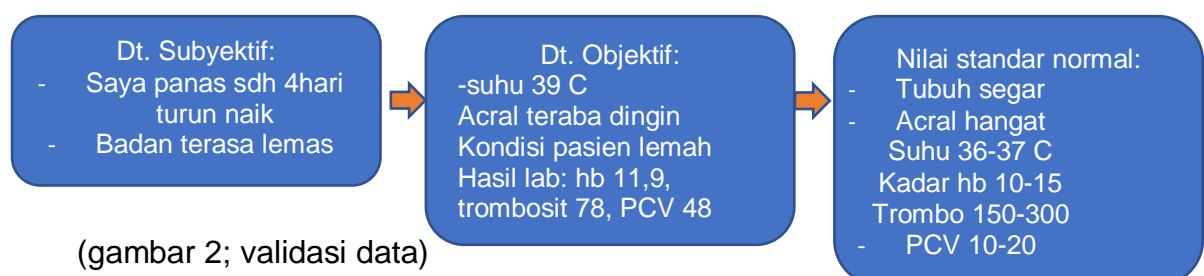 Dt. Subyektif:
- Saya panas sdh 4hari
turun naik
- Badan terasa lemas
Dt. Objektif:
-suhu 39 C
Acral teraba dingin
Kondisi pasien lemah
Hasil lab: hb 11,9,
trombosit 78, PCV 48
Nilai standar normal:
- Tubuh segar
- Acral hangat
Suhu 36-37 C
Kadar hb 10-15
Trombo 150-300
- PCV 10-20
(gambar 2; validasi data)